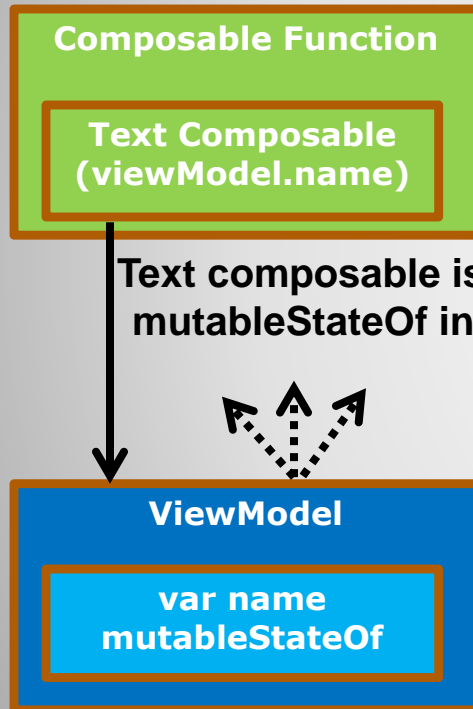 Composable Function
Text Composable
(viewModel.name)
Text composable is
mutableStateOf in
ViewModel
var name
mutableStateOf